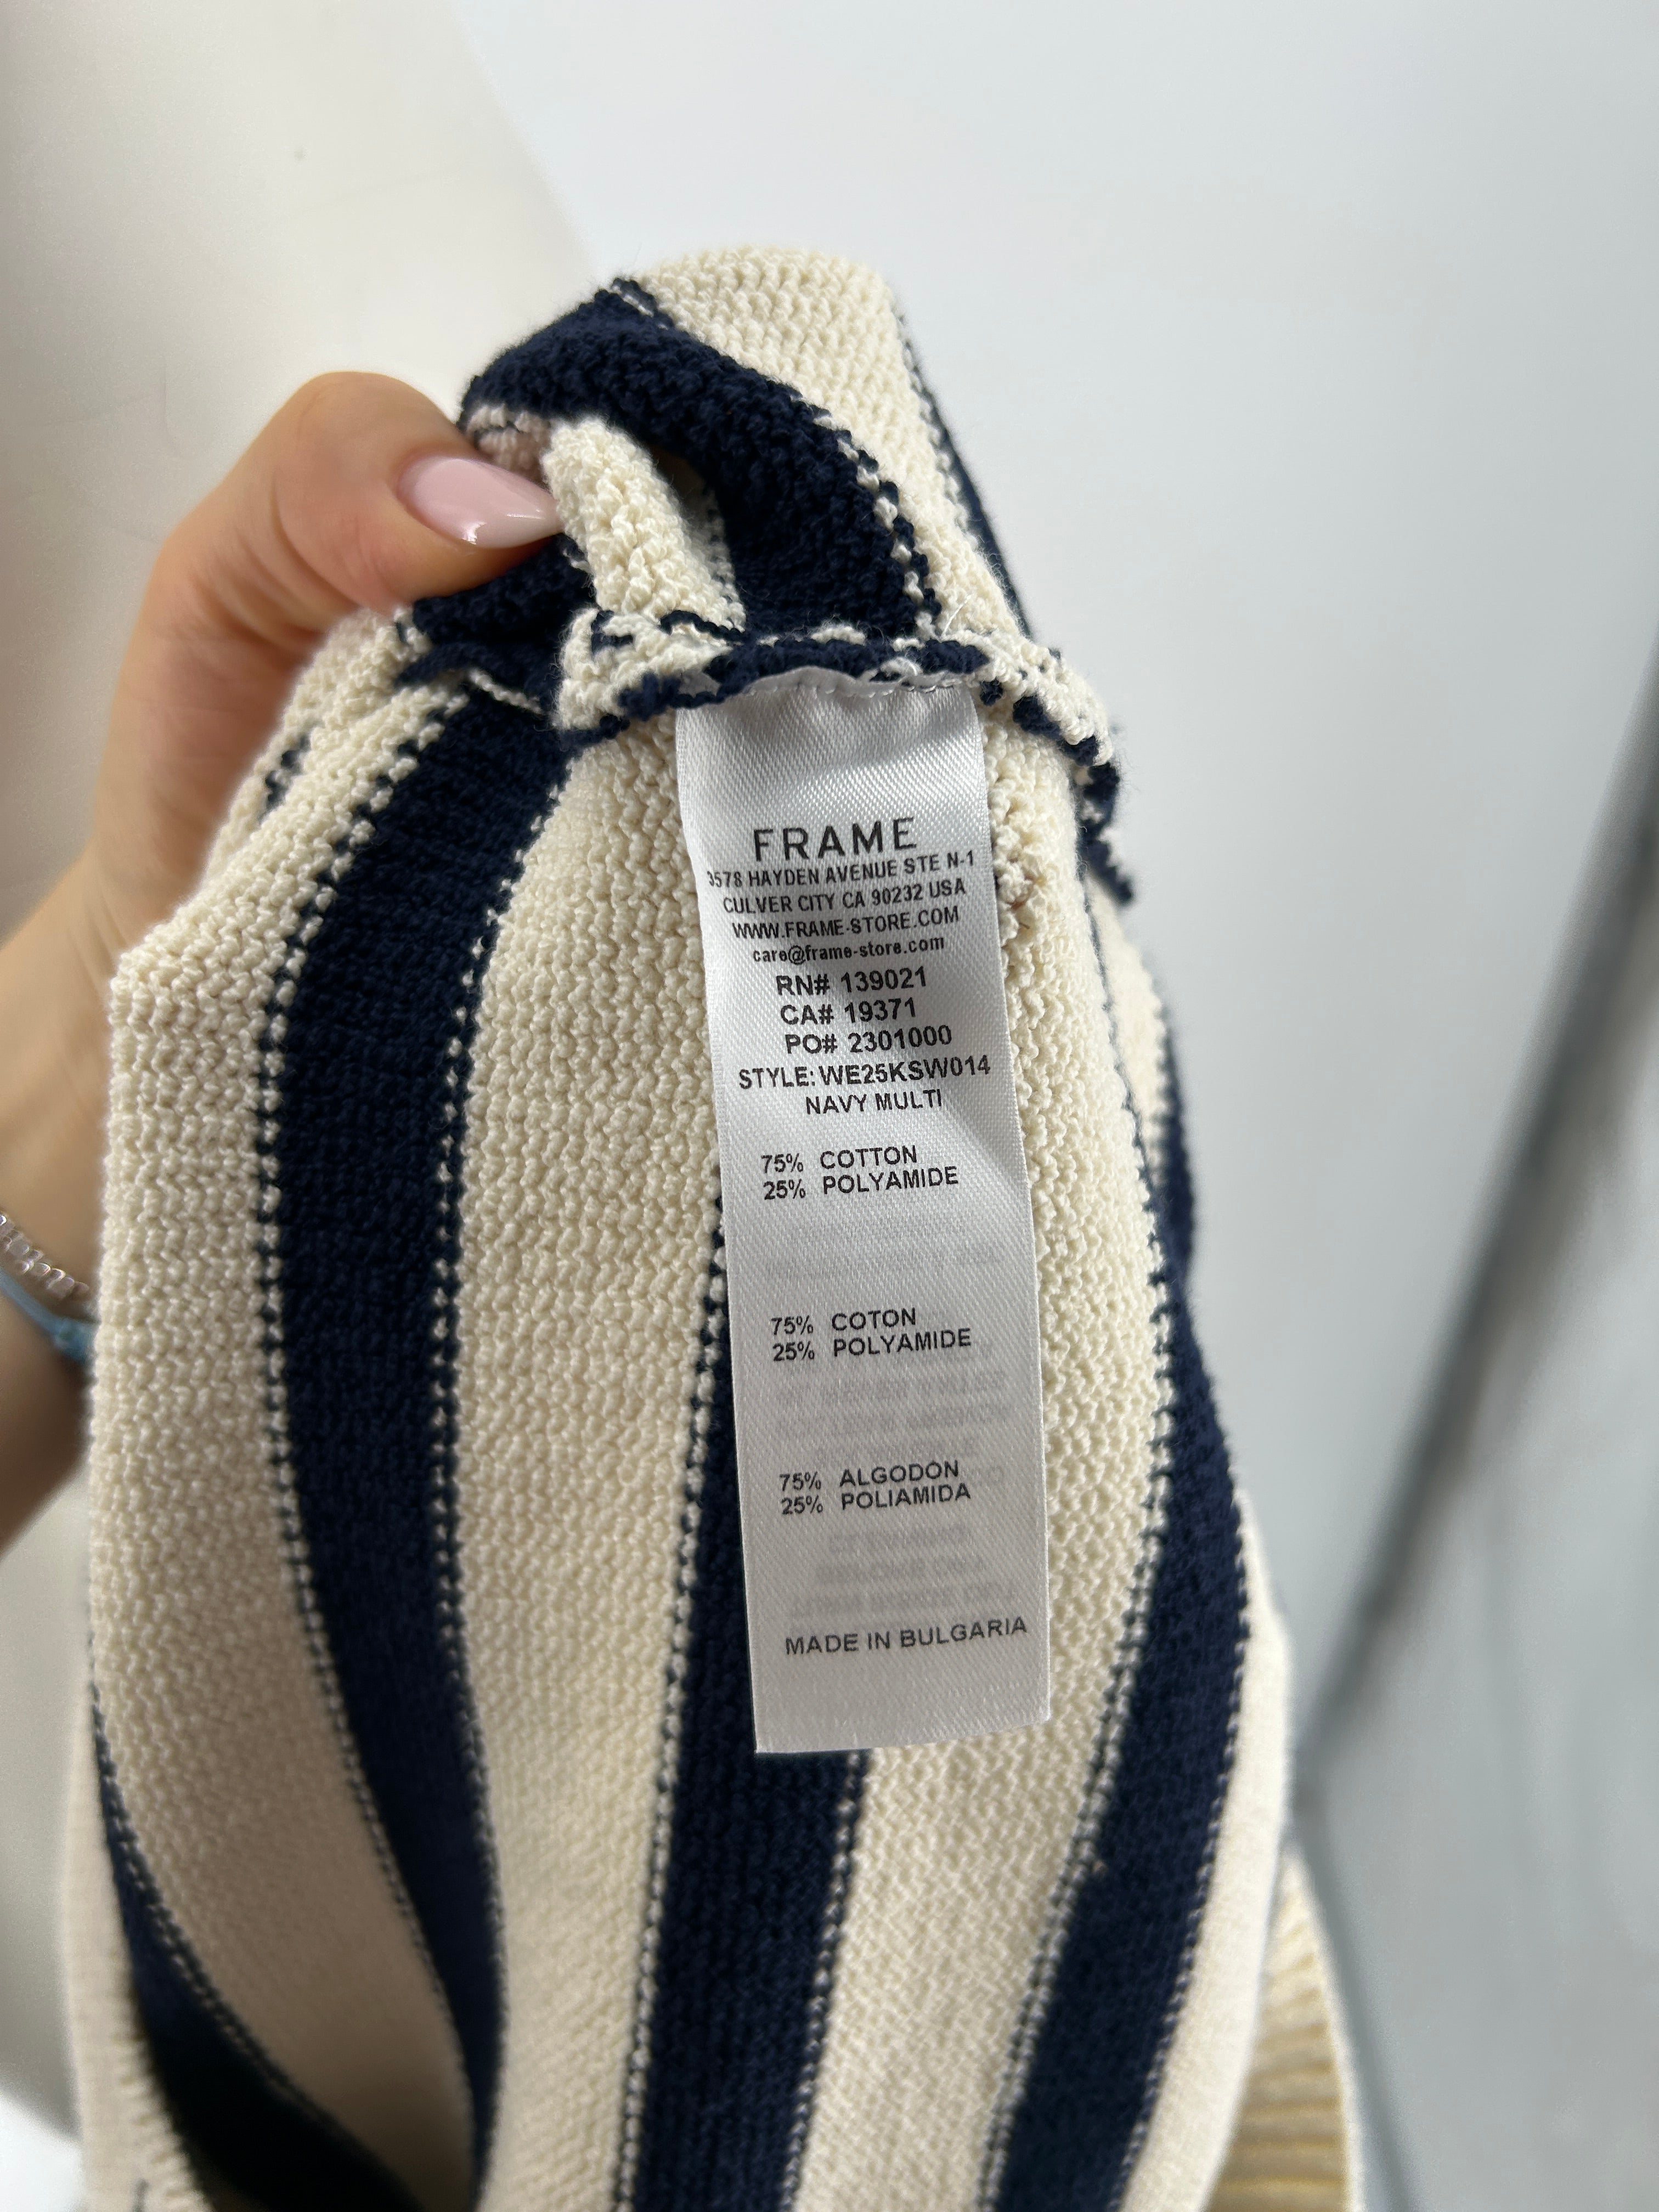 FRAME
3578 HAYDEN AVENUE STE N-1
CULVER CITY CA 90232 USA
WWW.FRAME-STORE.COM
care@frame-store.com
RN# 139021
CA# 19371
PO# 2301000
STYLE: WE25KSW014
NAVY MULTI
75% COTTON
25% POLYAMIDE
75% COTON
25% POLYAMIDE
75% ALGODÓN
25% POLIAMIDA
MADE IN BULGARIA